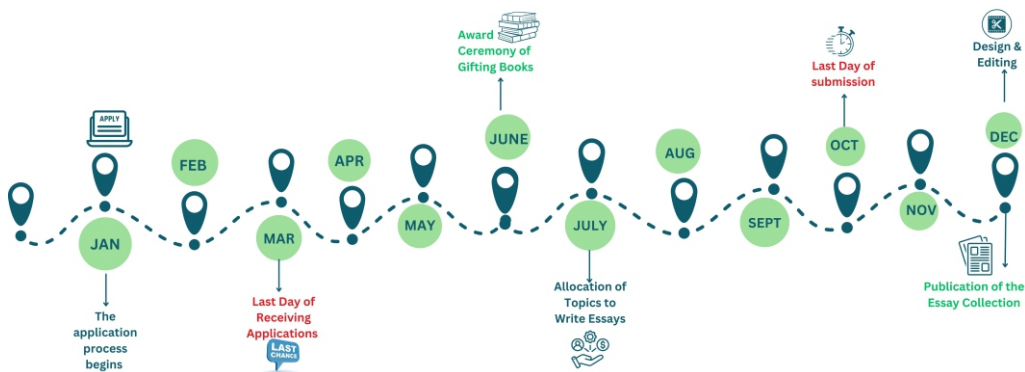 Award
Ceremony of
Gifting Books
Last Day of
submission
Design &
Editing
APPLY
FEB
APR
JUNE
AUG
OCT
DEC
JAN
MAR
MAY
JULY
SEPT
NOV
The
application
process
begins
Last Day of
Receiving
Applications
LAST
CHANCE
Allocation of
Topics to
Write Essays
$
Publication of the
Essay Collection